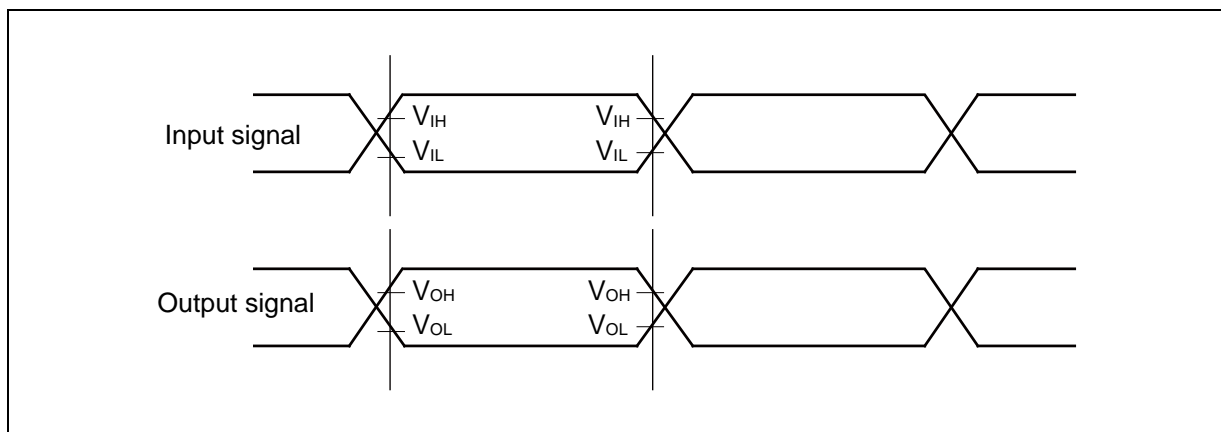 Input signal
VIH
VIH
VIL
VIL
Output signal
VOH
VOH
VOL
VOL